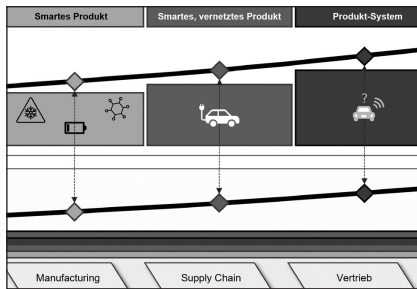 Smartes Produkt
Smartes, vernetztes Produkt
Produkt-System
?
Manufacturing
Supply Chain
Vertrieb